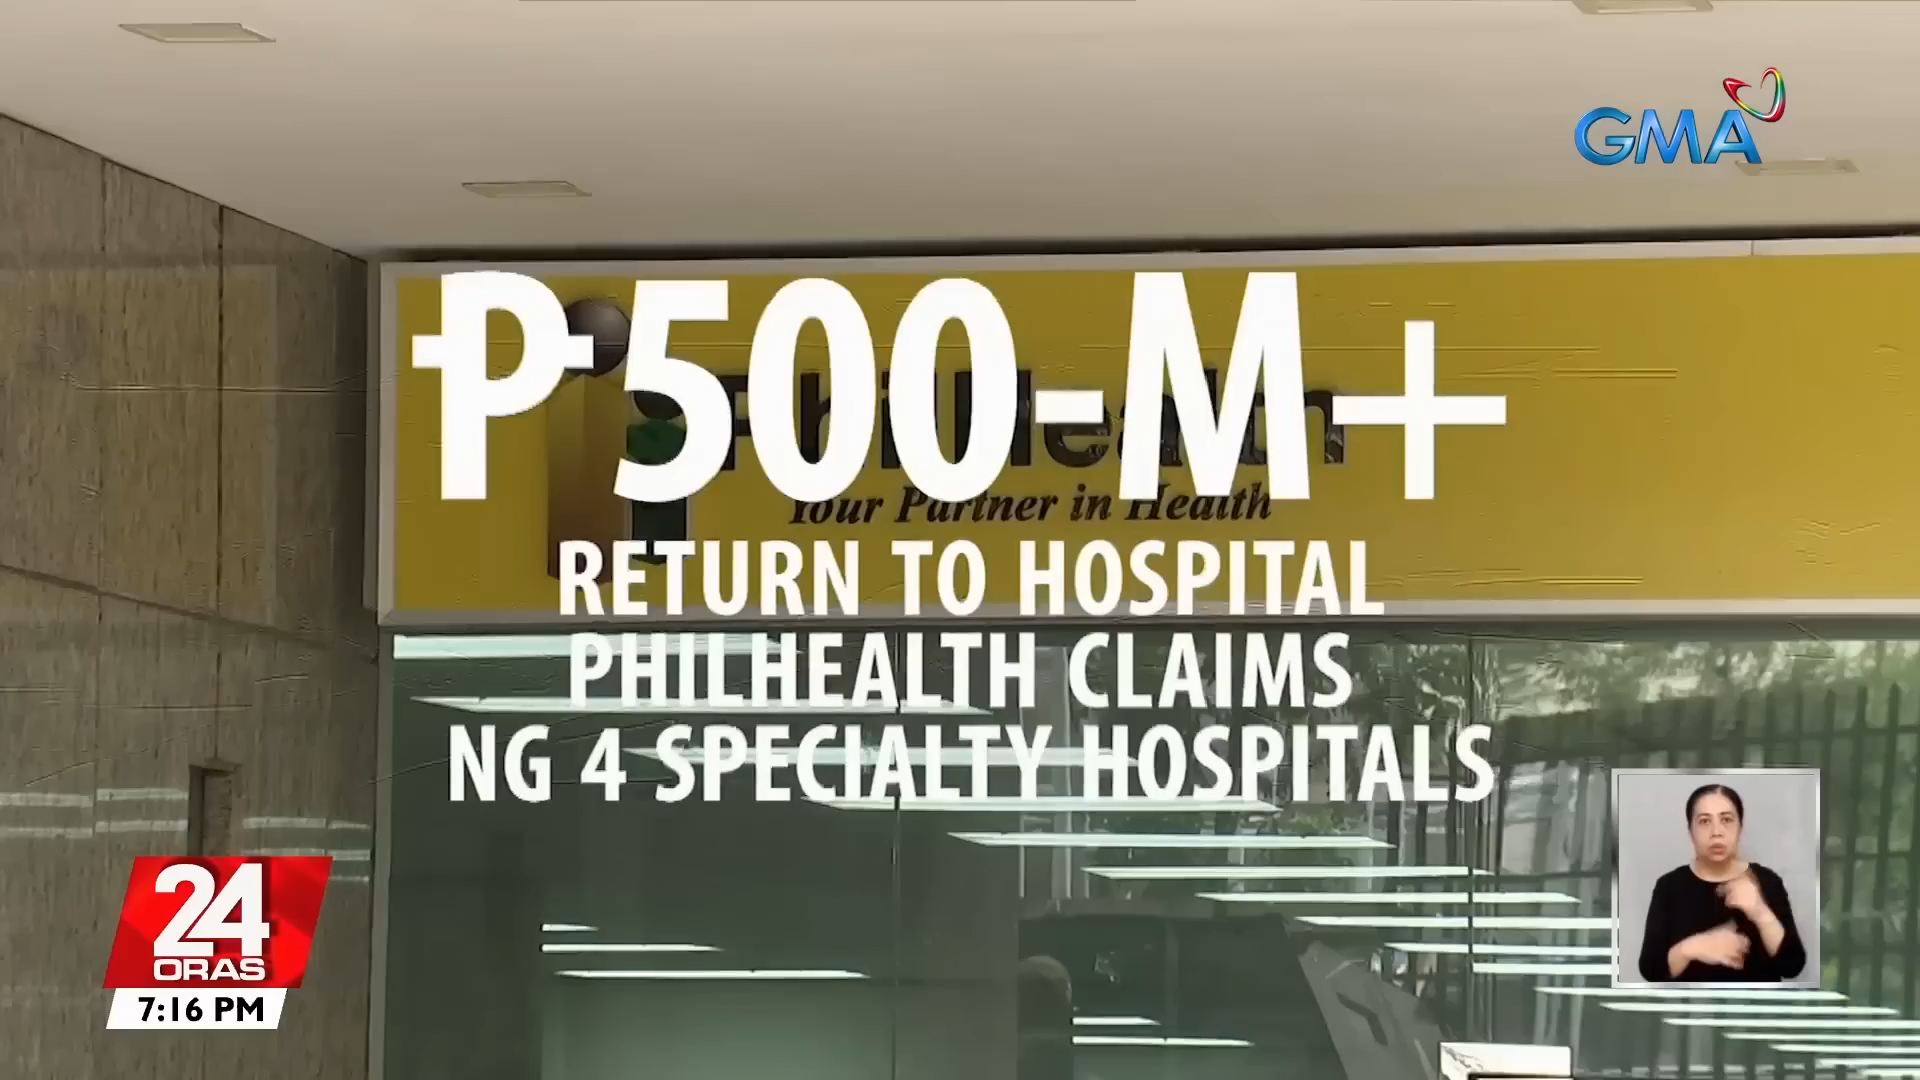 GMA
₱500-M+
PhilHealth
Your Partner in Health
RETURN TO HOSPITAL
PHILHEALTH CLAIMS
NG 4 SPECIALTY HOSPITALS
24
ORAS
7:16 PM